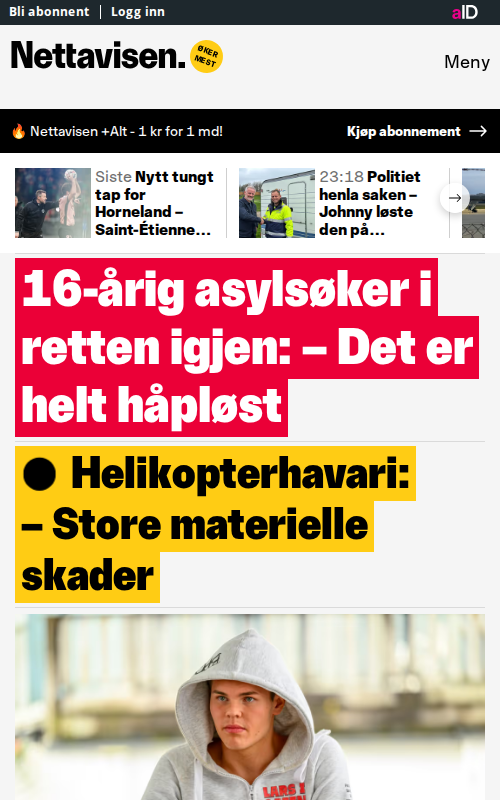 Bli abonnent | Logg inn
aID
Nettavisen.
ØKER
MEST
Meny
Nettavisen +Alt - 1 kr for 1 md!
Kjøp abonnement
Siste Nytt tungt
tap for
Horneland –
Saint-Étienne...
23:18 Politiet
henla saken –
Johnny løste
den på...
16-årig asylsøker i
retten igjen: – Det er
helt håpløst
Helikopterhavari:
– Store materielle
skader
LARS